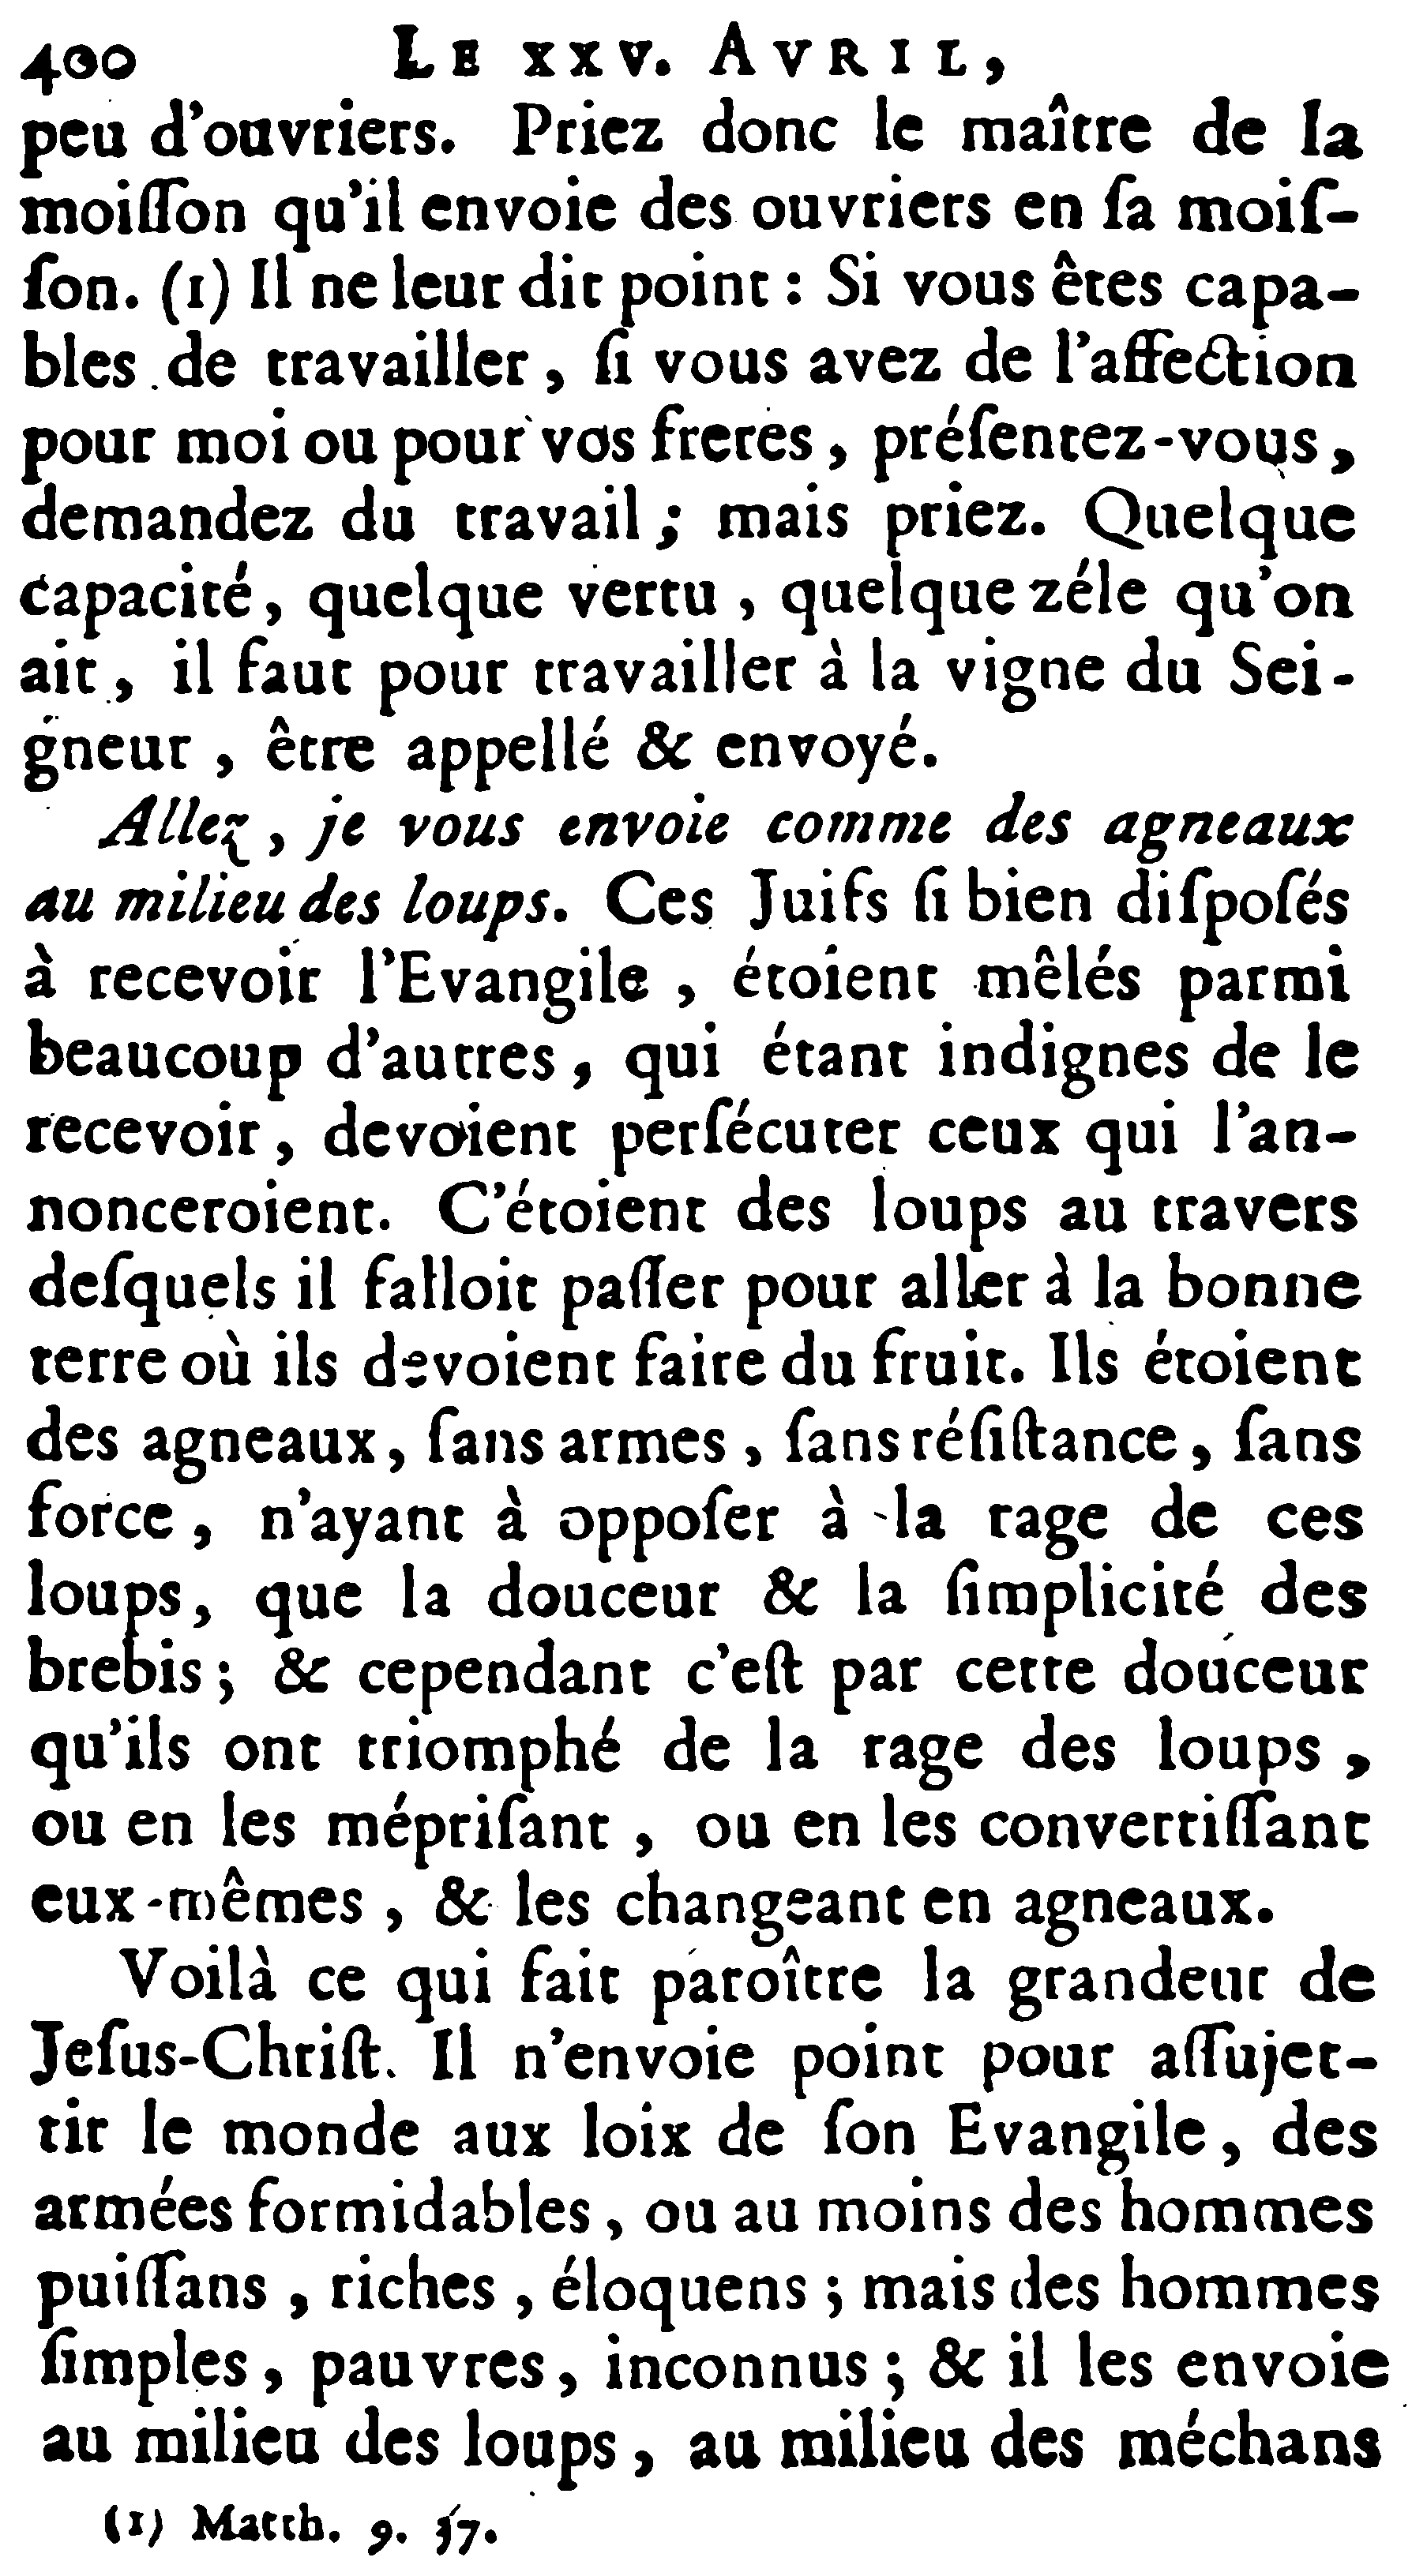 400 LE XXV. AVRIL,
peu d'ouvriers. Priez donc le maître de la
moiſſon qu'il envoie des ouvriers en ſa moiſ-
ſon. (1) Il ne leur dit point : Si vous êtes capa-
bles de travailler, ſi vous avez de l'affection
pour moi ou pour vos freres, préſentez-vous,
demandez du travail ; mais priez. Quelque
capacité, quelque vertu, quelque zéle qu'on
ait, il faut pour travailler à la vigne du Sei-
gneur, être appellé & envoyé.
Allez, je vous envoie comme des agneaux
au milieu des loups. Ces Juifs ſi bien diſpoſés
à recevoir l'Evangile, étoient mêlés parmi
beaucoup d'autres, qui étant indignes de le
recevoir, devoient perſécuter ceux qui l'an-
nonceroient. C'étoient des loups au travers
deſquels il falloit paſſer pour aller à la bonne
terre où ils devoient faire du fruit. Ils étoient
des agneaux, ſans armes, ſans réſiſtance, ſans
force, n'ayant à oppoſer à la rage de ces
loups, que la douceur & la ſimplicité des
brebis ; & cependant c'eſt par cette douceur
qu'ils ont triomphé de la rage des loups,
ou en les mépriſant, ou en les convertiſſant
eux-mêmes, & les changeant en agneaux.
Voilà ce qui fait paroître la grandeur de
Jeſus-Chriſt. Il n'envoie point pour aſſujet-
tir le monde aux loix de ſon Evangile, des
armées formidables, ou au moins des hommes
puiſſans, riches, éloquens ; mais des hommes
ſimples, pauvres, inconnus ; & il les envoie
au milieu des loups, au milieu des méchans
(1) Matth. 9. 37.